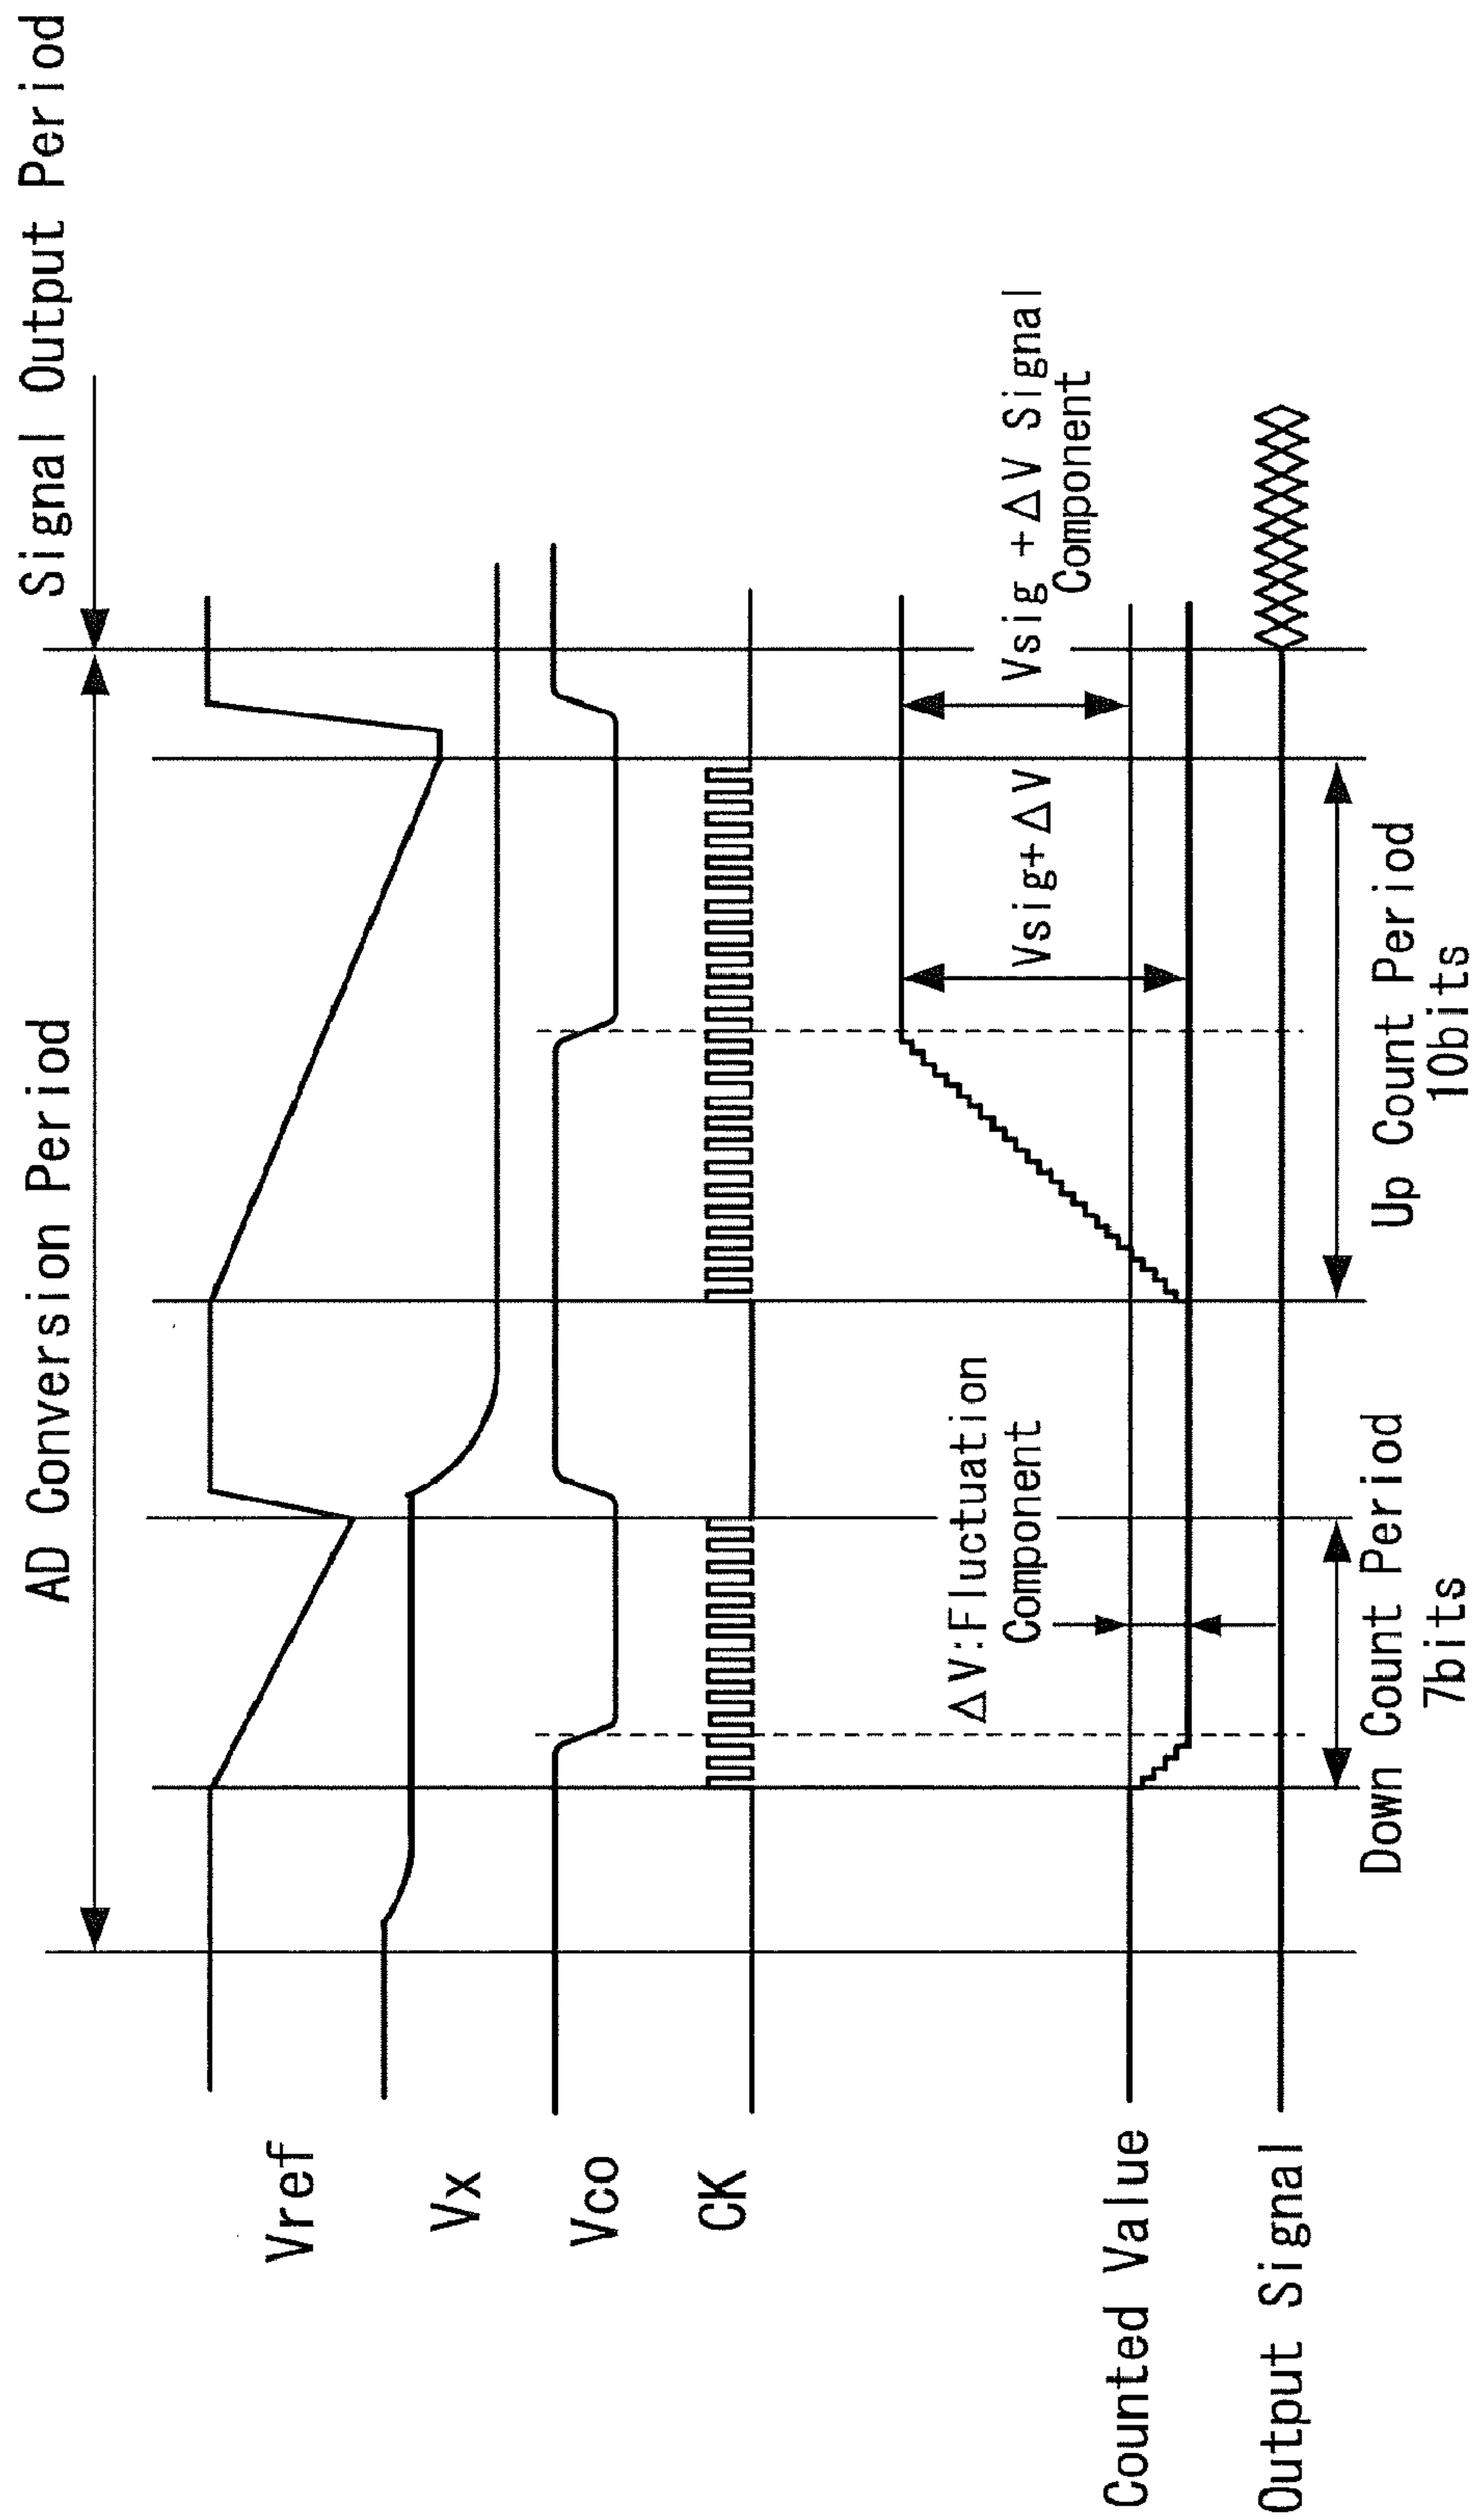 AD Conversion Period
Signal Output Period
Vref
Vx
Vco
CK
ΔV:Fluctuation
Component
Vsig+ΔV
Vsig +ΔV Signal
Component
Counted Value
Output Signal
Down Count Period
7bits
Up Count Period
10bits